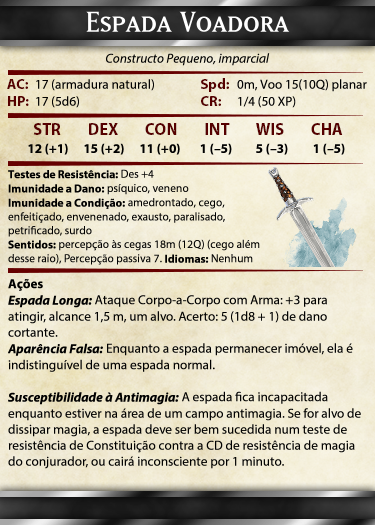 Espada Voadora
Constructo Pequeno, imparcial
AC: 17 (armadura natural) Spd: 0m, Voo 15(10Q) planar
HP: 17 (5d6) CR: 1/4 (50 XP)
STR DEX CON INT WIS CHA
12 (+1) 15 (+2) 11 (+0) 1 (–5) 5 (–3) 1 (–5)
Testes de Resistência: Des +4
Imunidade a Dano: psíquico, veneno
Imunidade a Condição: amedrontado, cego,
enfeitiçado, envenenado, exausto, paralisado,
petrificado, surdo
Sentidos: percepção às cegas 18m (12Q) (cego além
desse raio), Percepção passiva 7. Idiomas: Nenhum
Ações
Espada Longa: Ataque Corpo-a-Corpo com Arma: +3 para
atingir, alcance 1,5 m, um alvo. Acerto: 5 (1d8 + 1) de dano
cortante.
Aparência Falsa: Enquanto a espada permanecer imóvel, ela é
indistinguível de uma espada normal.
Susceptibilidade à Antimagia: A espada fica incapacitada
enquanto estiver na área de um campo antimagia. Se for alvo de
dissipar magia, a espada deve ser bem sucedida num teste de
resistência de Constituição contra a CD de resistência de magia
do conjurador, ou cairá inconsciente por 1 minuto.